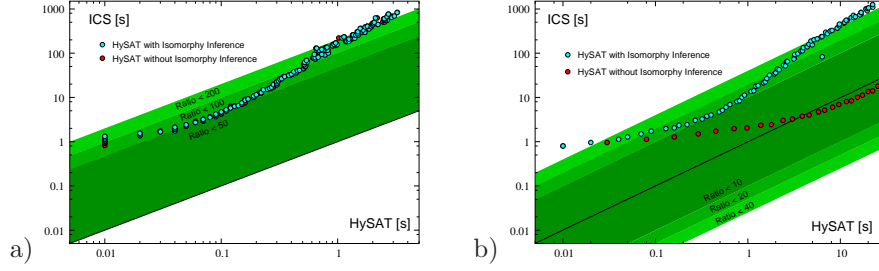 ICS [s]
1000
100
10
1
0.1
0.01
HySAT with Isomorphy Inference
HySAT without Isomorphy Inference
Ratio < 200
Ratio < 100
Ratio < 50
HySAT [s]
0.01
0.1
1
a)
ICS [s]
1000
100
10
1
0.1
0.01
HySAT with Isomorphy Inference
HySAT without Isomorphy Inference
Ratio < 10
Ratio < 20
Ratio < 40
HySAT [s]
0.01
0.1
1
10
b)